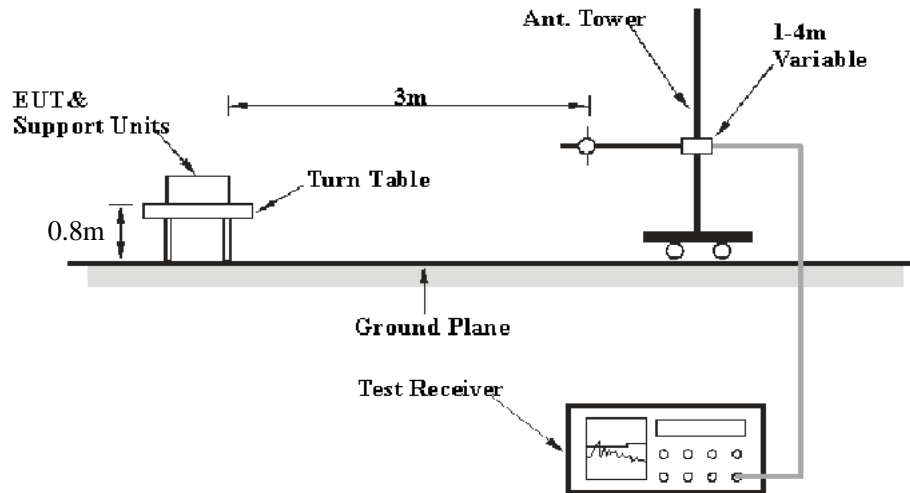 Ant. Tower
1-4m
Variable
3m
EUT&
Support Units
Turn Table
0.8m
Ground Plane
Test Receiver